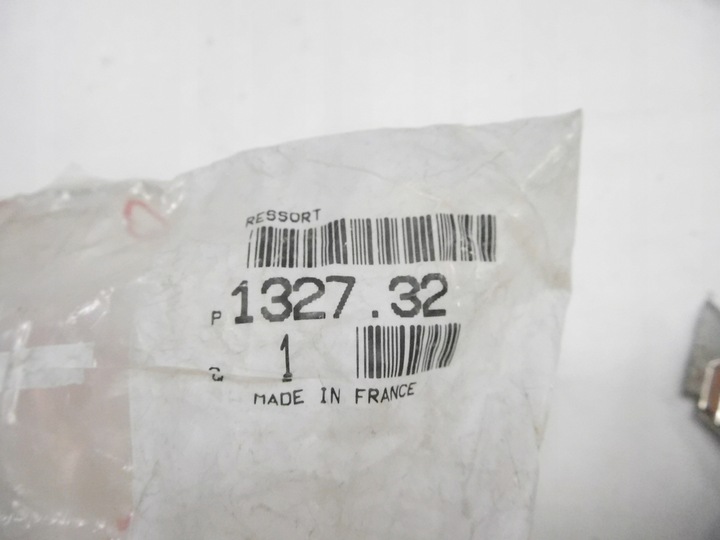 RESSORT
P 1327.32
Q 1
MADE IN FRANCE